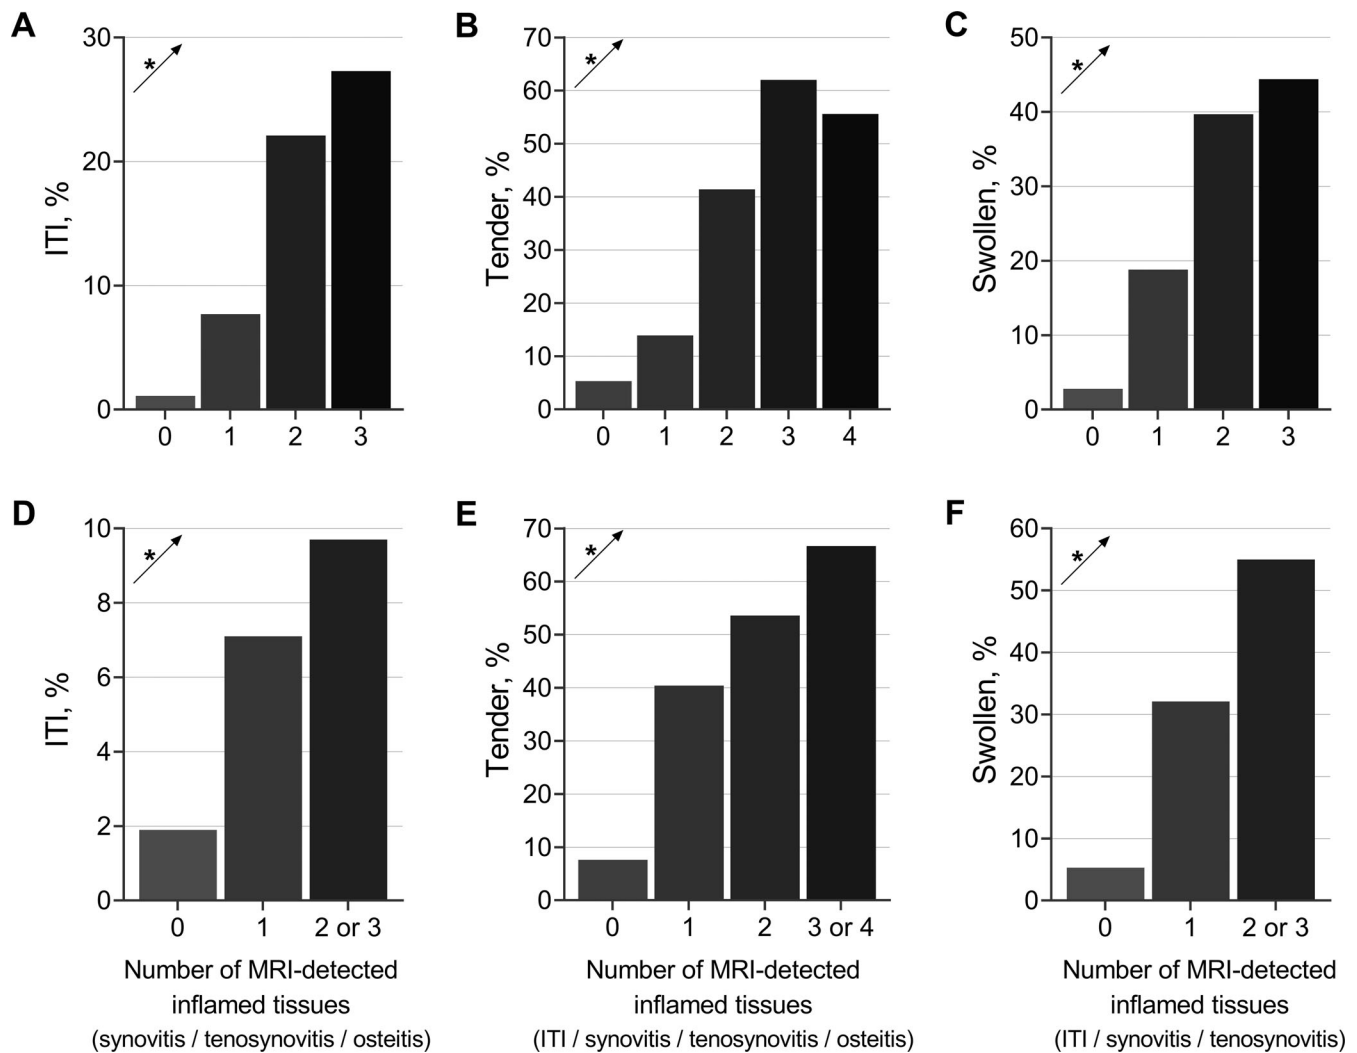 A
ITI, %
30
20
10
0
*
0 1 2 3
B
Tender, %
70
60
50
40
30
20
10
0
*
0 1 2 3 4
C
Swollen, %
50
40
30
20
10
0
*
0 1 2 3
D
ITI, %
10
8
6
4
2
0
*
0 1 2 or 3
Number of MRI-detected
inflamed tissues
(synovitis / tenosynovitis / osteitis)
E
Tender, %
70
60
50
40
30
20
10
0
*
0 1 2 3 or 4
Number of MRI-detected
inflamed tissues
(ITI / synovitis / tenosynovitis / osteitis)
F
Swollen, %
60
50
40
30
20
10
0
*
0 1 2 or 3
Number of MRI-detected
inflamed tissues
(ITI / synovitis / tenosynovitis)